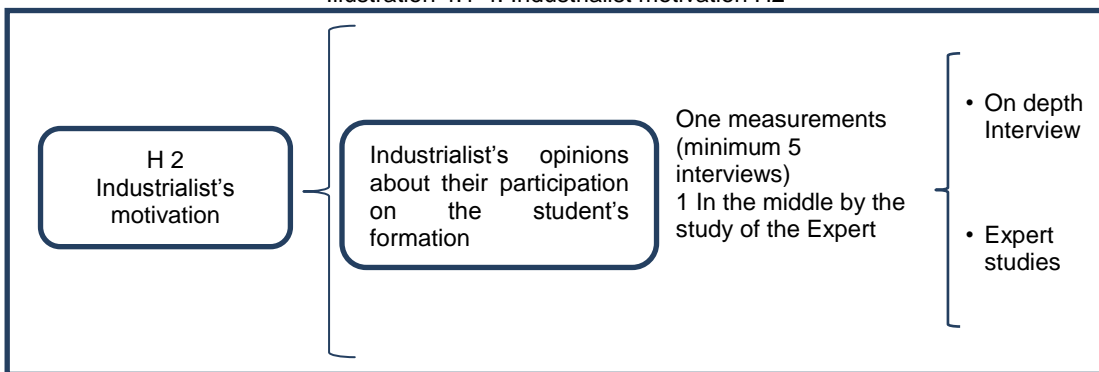 H 2
Industrialist's
motivation
Industrialist's opinions
about their participation
on the student's
formation
One measurements
(minimum 5
interviews)
1 In the middle by the
study of the Expert
• On depth
Interview
• Expert
studies